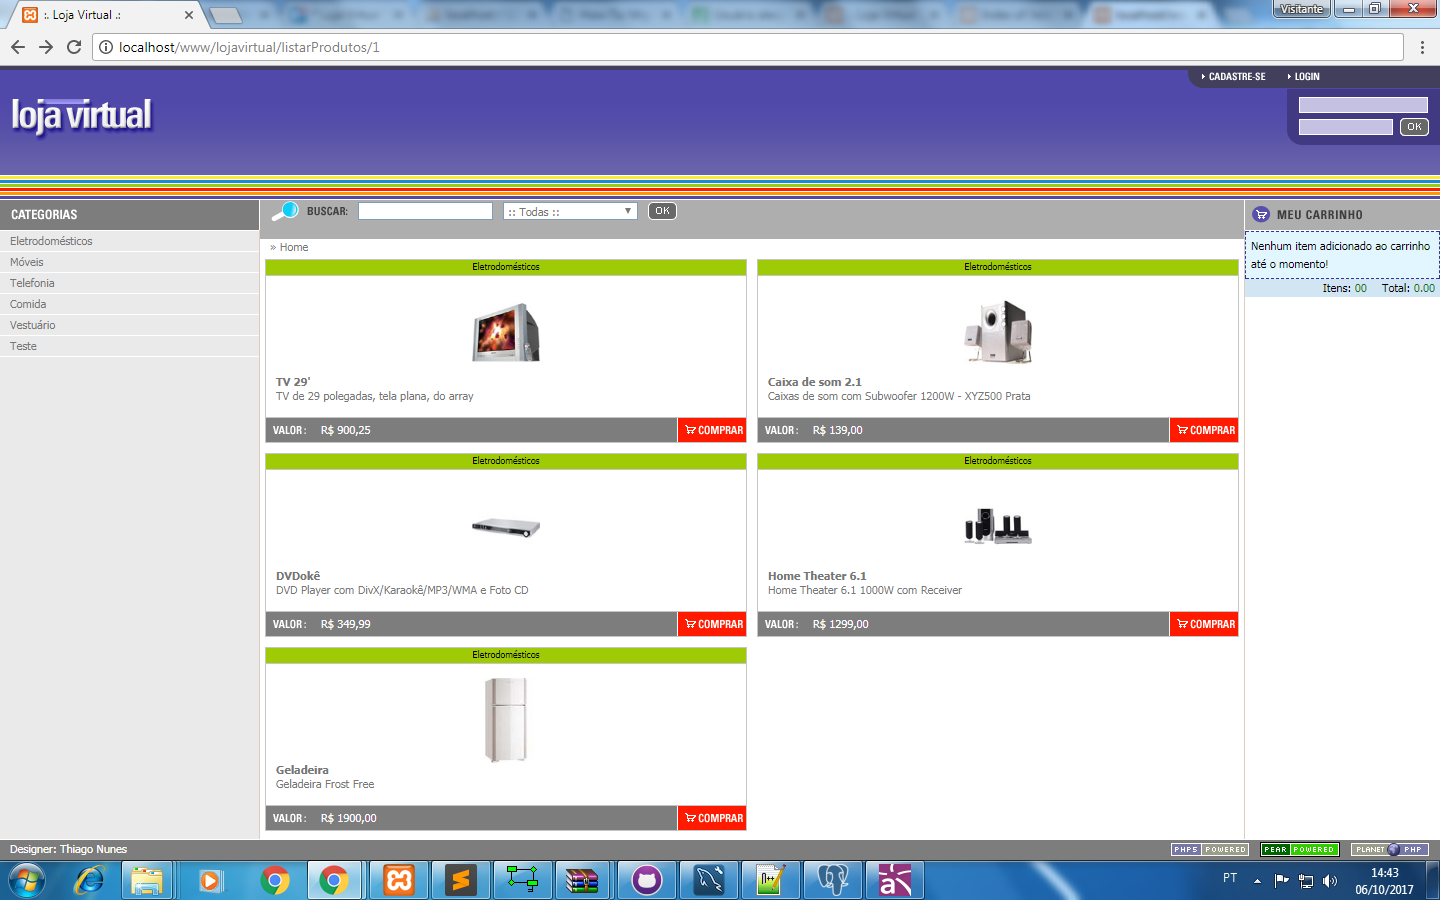 :. Loja Virtual .:
Visitante
localhost/www/lojavirtual/listarProdutos/1
CADASTRE-SE
LOGIN
loja virtual
OK
CATEGORIAS
BUSCAR:
:: Todas ::
OK
MEU CARRINHO
Eletrodomésticos
Móveis
Telefonia
Comida
Vestuário
Teste
» Home
Nenhum item adicionado ao carrinho
até o momento!
Itens: 00 Total: 0.00
Eletrodomésticos
TV 29'
TV de 29 polegadas, tela plana, do array
VALOR: R$ 900,25
COMPRAR
Eletrodomésticos
Caixa de som 2.1
Caixas de som com Subwoofer 1200W - XYZ500 Prata
VALOR: R$ 139,00
COMPRAR
Eletrodomésticos
DVDokê
DVD Player com DivX/Karaokê/MP3/WMA e Foto CD
VALOR: R$ 349,99
COMPRAR
Eletrodomésticos
Home Theater 6.1
Home Theater 6.1 1000W com Receiver
VALOR: R$ 1299,00
COMPRAR
Eletrodomésticos
Geladeira
Geladeira Frost Free
VALOR: R$ 1900,00
COMPRAR
Designer: Thiago Nunes
PHP5 POWERED
PEAR POWERED
PLANET PHP
PT
14:43
06/10/2017